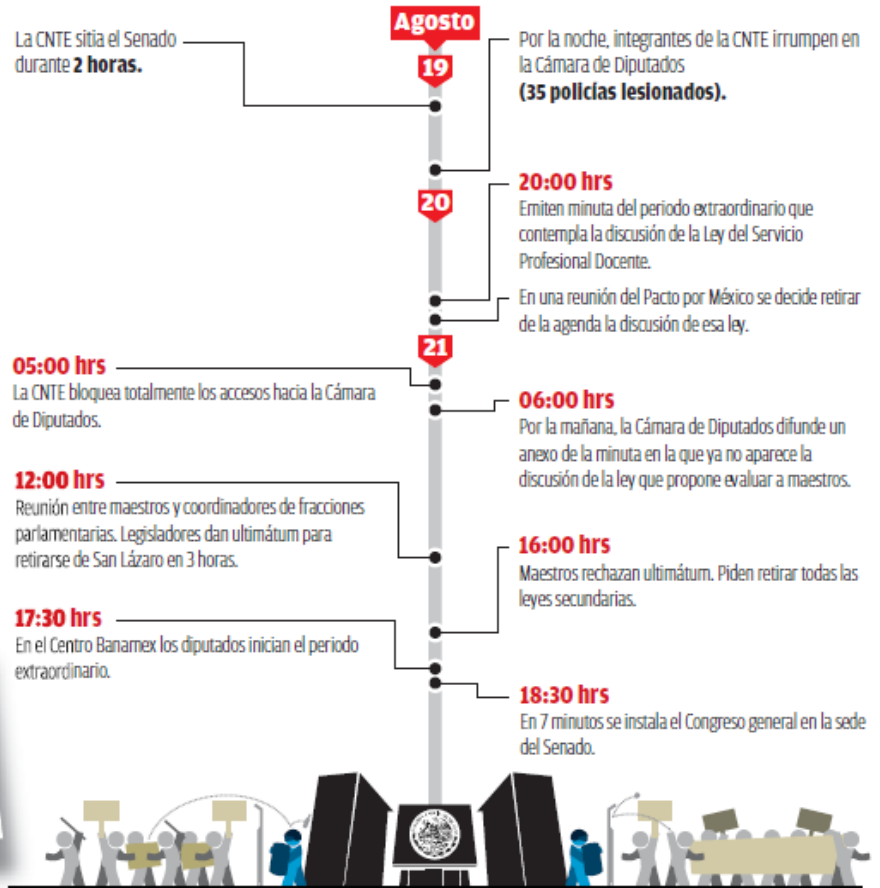 Agosto
19
La CNTE sitia el Senado
durante 2 horas.
Por la noche, integrantes de la CNTE irrumpen en
la Cámara de Diputados
(35 policías lesionados).
20
20:00 hrs
Emiten minuta del periodo extraordinario que
contempla la discusión de la Ley del Servicio
Profesional Docente.
En una reunión del Pacto por México se decide retirar
de la agenda la discusión de esa ley.
21
05:00 hrs
La CNTE bloquea totalmente los accesos hacia la Cámara
de Diputados.
06:00 hrs
Por la mañana, la Cámara de Diputados difunde un
anexo de la minuta en la que ya no aparece la
discusión de la ley que propone evaluar a maestros.
12:00 hrs
Reunión entre maestros y coordinadores de fracciones
parlamentarias. Legisladores dan ultimátum para
retirarse de San Lázaro en 3 horas.
16:00 hrs
Maestros rechazan ultimátum. Piden retirar todas las
leyes secundarias.
17:30 hrs
En el Centro Banamex los diputados inician el periodo
extraordinario.
18:30 hrs
En 7 minutos se instala el Congreso general en la sede
del Senado.